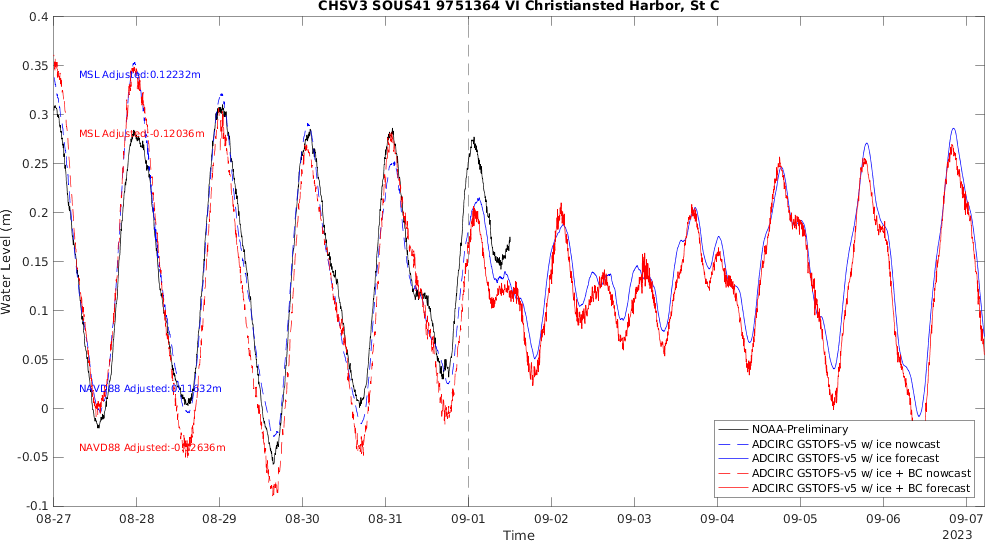 CHSV3 SOUS41 9751364 VI Christiansted Harbor, St C
Water Level (m)
0.4
0.35
0.3
0.25
0.2
0.15
0.1
0.05
0
-0.05
-0.1
MSL Adjusted:0.12232m
MSL Adjusted:-0.12036m
NAVD88 Adjusted:0.11632m
NAVD88 Adjusted:-0.12636m
NOAA-Preliminary
ADCIRC GSTOFS-v5 w/ ice nowcast
ADCIRC GSTOFS-v5 w/ ice forecast
ADCIRC GSTOFS-v5 w/ ice + BC nowcast
ADCIRC GSTOFS-v5 w/ ice + BC forecast
08-27 08-28 08-29 08-30 08-31 09-01 09-02 09-03 09-04 09-05 09-06 09-07
Time
2023